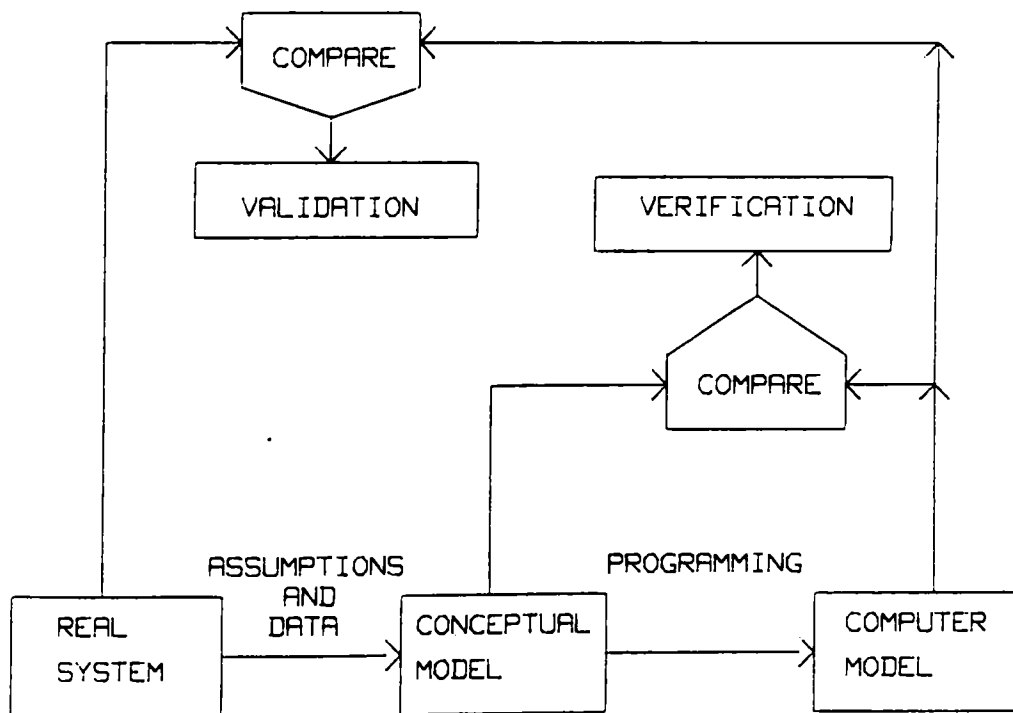 COMPARE
VALIDATION
VERIFICATION
COMPARE
ASSUMPTIONS
AND
DATA
PROGRAMMING
REAL
SYSTEM
CONCEPTUAL
MODEL
COMPUTER
MODEL